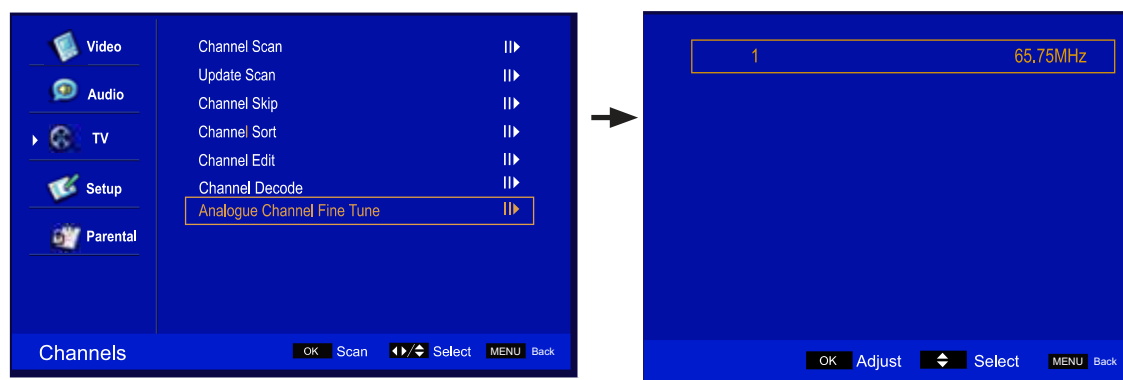 Video
Audio
TV
Setup
Parental
Channel Scan
Update Scan
Channel Skip
Channel Sort
Channel Edit
Channel Decode
Analogue Channel Fine Tune
Channels
OK Scan Select MENU Back
1 65.75MHz
OK Adjust Select MENU Back